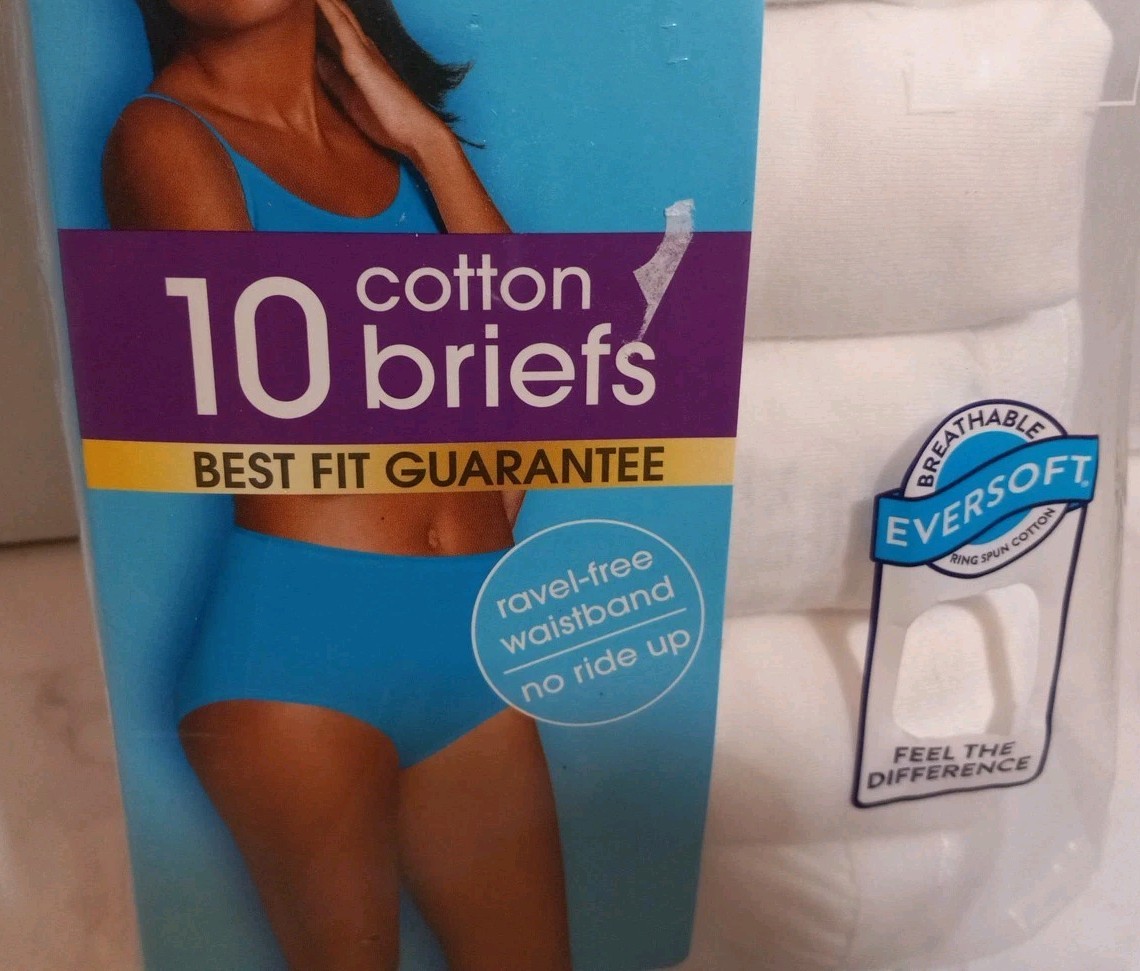 10 cotton
briefs
BEST FIT GUARANTEE
ravel-free
waistband
no ride up
BREATHABLE
EVERSOFT®
RING SPUN COTTON
FEEL THE
DIFFERENCE